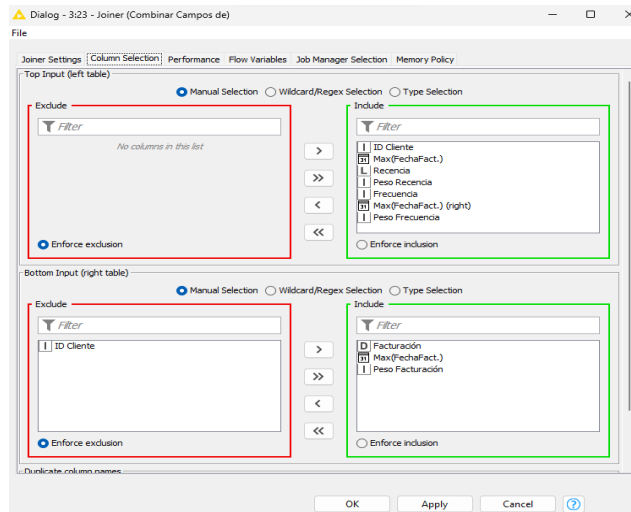 Dialog - 3:23 - Joiner (Combinar Campos de)
File
Joiner Settings Column Selection Performance Flow Variables Job Manager Selection Memory Policy
Top Input (left table)
Manual Selection Wildcard/Regex Selection Type Selection
Exclude
Filter
No columns in this list
Enforce exclusion
>
>>
<
<<
Include
Filter
I ID Cliente
31 Max(FechaFact.)
L Recencia
I Peso Recencia
I Frecuencia
31 Max(FechaFact.) (right)
I Peso Frecuencia
Enforce inclusion
Bottom Input (right table)
Manual Selection Wildcard/Regex Selection Type Selection
Exclude
Filter
I ID Cliente
Enforce exclusion
>
>>
<
<<
Include
Filter
D Facturación
31 Max(FechaFact.)
I Peso Facturación
Enforce inclusion
Duplicate column names
OK Apply Cancel ?